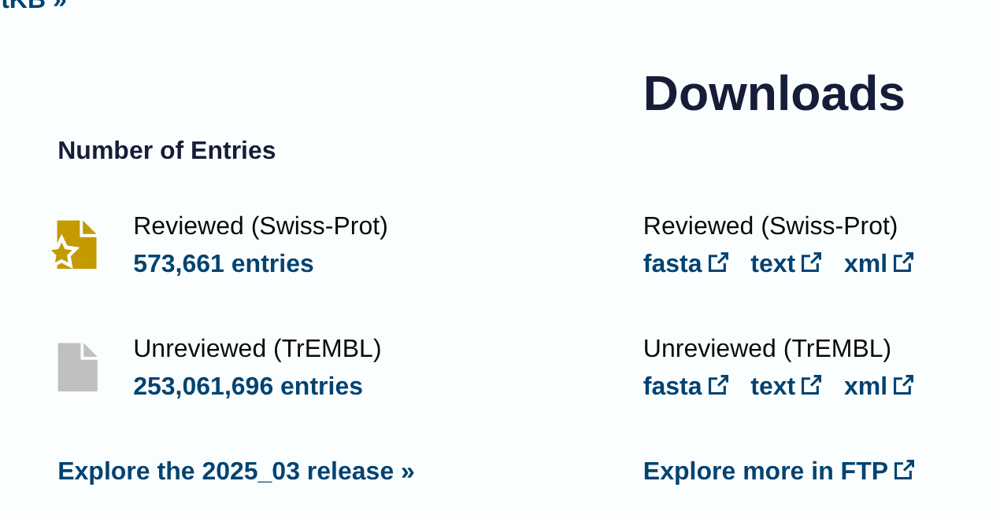 tKB »
Downloads
Number of Entries
Reviewed (Swiss-Prot)
573,661 entries
Reviewed (Swiss-Prot)
fasta text xml
Unreviewed (TrEMBL)
253,061,696 entries
Unreviewed (TrEMBL)
fasta text xml
Explore the 2025_03 release »
Explore more in FTP